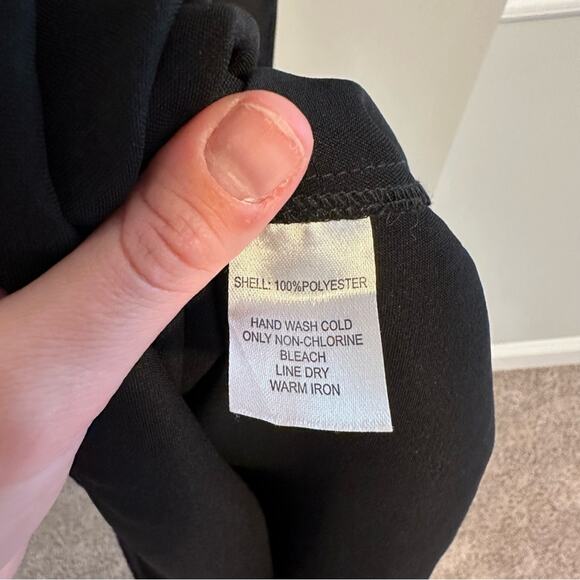 SHELL: 100%POLYESTER
HAND WASH COLD
ONLY NON-CHLORINE
BLEACH
LINE DRY
WARM IRON